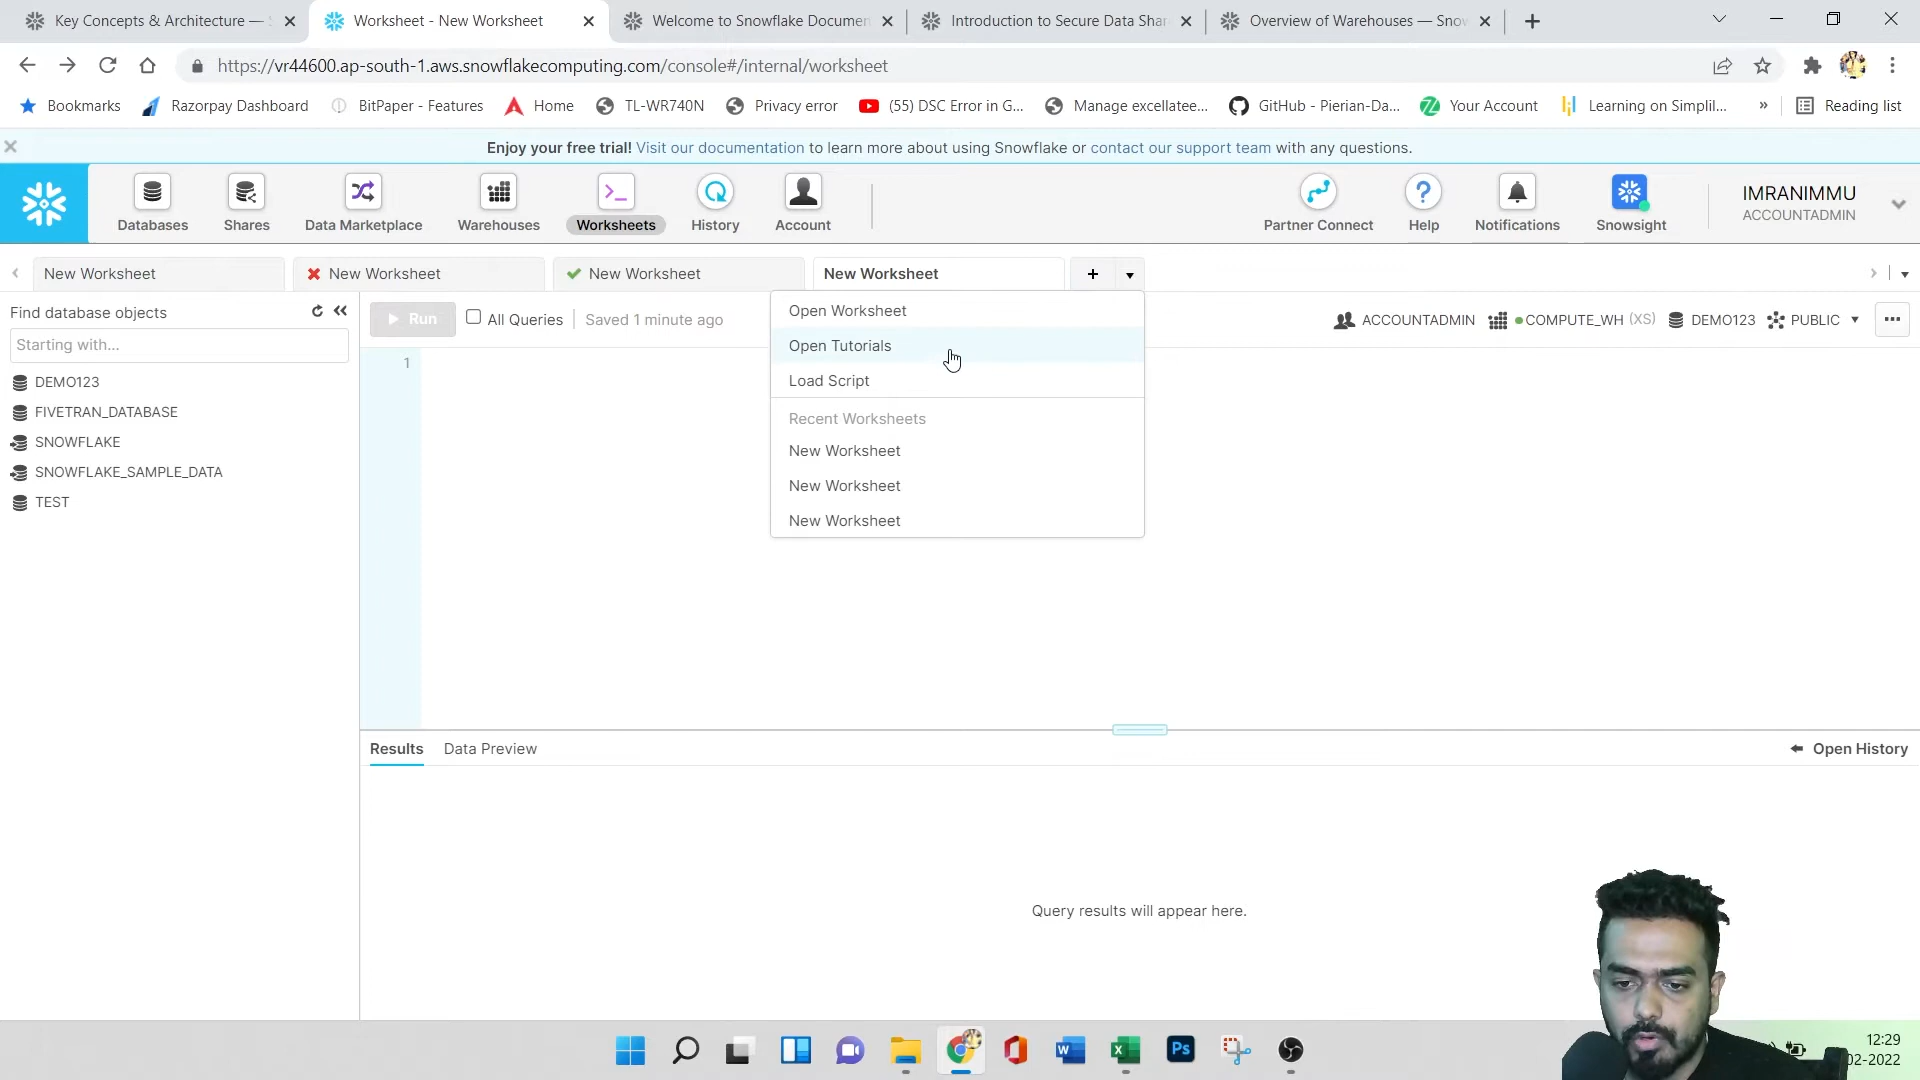 Key Concepts & Architecture —
Worksheet - New Worksheet
Welcome to Snowflake Documen
Introduction to Secure Data Shar
Overview of Warehouses — Snow
https://vr44600.ap-south-1.aws.snowflakecomputing.com/console#/internal/worksheet
Bookmarks
Razorpay Dashboard
BitPaper - Features
Home
TL-WR740N
Privacy error
(55) DSC Error in G...
Manage excellatee...
GitHub - Pierian-Da...
Your Account
Learning on Simplil...
»
Reading list
Enjoy your free trial! Visit our documentation to learn more about using Snowflake or contact our support team with any questions.
Databases
Shares
Data Marketplace
Warehouses
Worksheets
History
Account
Partner Connect
Help
Notifications
Snowsight
IMRANIMMU
ACCOUNTADMIN
New Worksheet
New Worksheet
New Worksheet
New Worksheet
Find database objects
Starting with...
DEMO123
FIVETRAN_DATABASE
SNOWFLAKE
SNOWFLAKE_SAMPLE_DATA
TEST
Run
All Queries
Saved 1 minute ago
ACCOUNTADMIN
COMPUTE_WH (XS)
DEMO123
PUBLIC
1
Open Worksheet
Open Tutorials
Load Script
Recent Worksheets
New Worksheet
New Worksheet
New Worksheet
Results
Data Preview
Open History
Query results will appear here.
12:29
02-2022